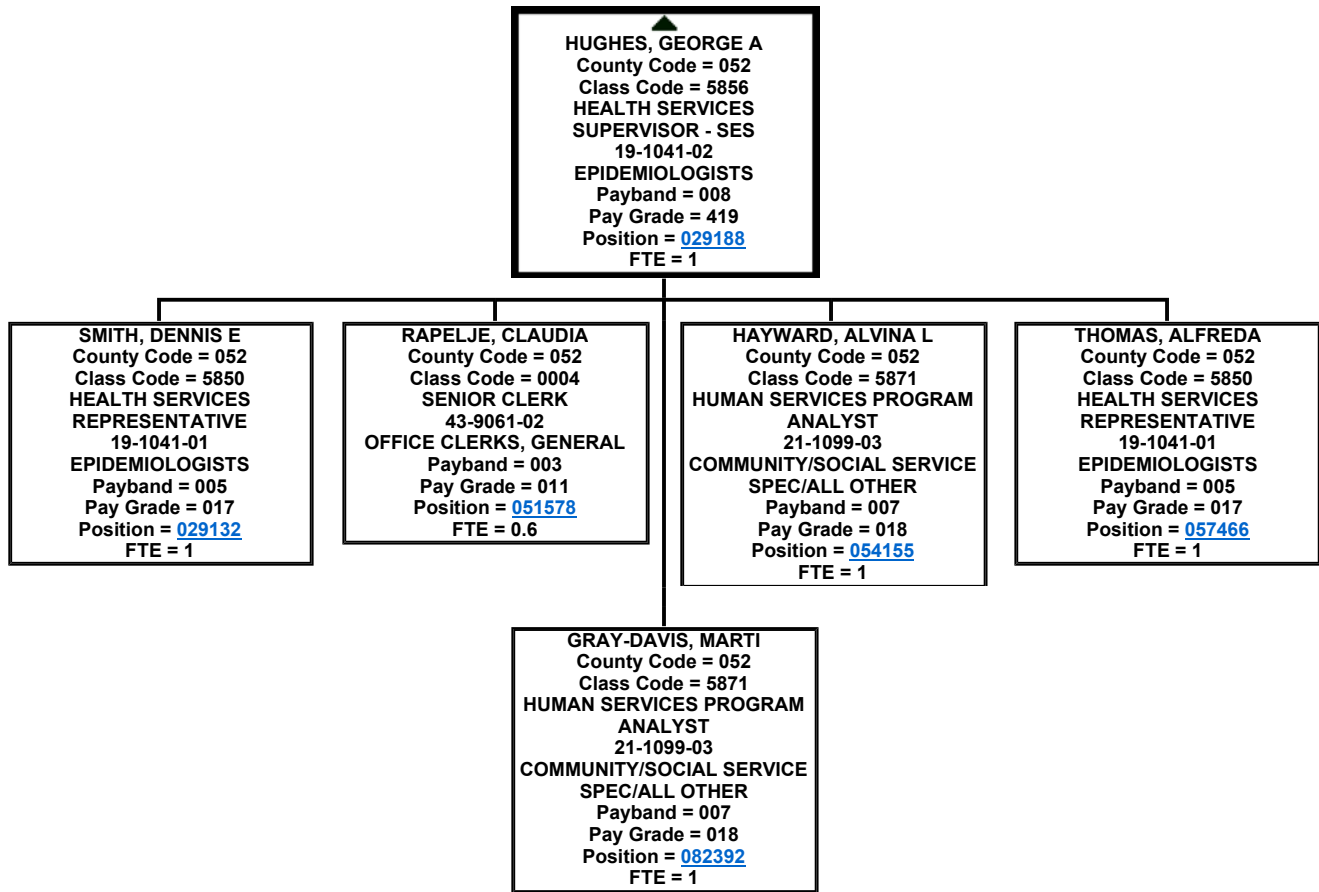 HUGHES, GEORGE A
County Code = 052
Class Code = 5856
HEALTH SERVICES
SUPERVISOR - SES
19-1041-02
EPIDEMIOLOGISTS
Payband = 008
Pay Grade = 419
Position = 029188
FTE = 1
SMITH, DENNIS E
County Code = 052
Class Code = 5850
HEALTH SERVICES
REPRESENTATIVE
19-1041-01
EPIDEMIOLOGISTS
Payband = 005
Pay Grade = 017
Position = 029132
FTE = 1
RAPELJE, CLAUDIA
County Code = 052
Class Code = 0004
SENIOR CLERK
43-9061-02
OFFICE CLERKS, GENERAL
Payband = 003
Pay Grade = 011
Position = 051578
FTE = 0.6
HAYWARD, ALVINA L
County Code = 052
Class Code = 5871
HUMAN SERVICES PROGRAM
ANALYST
21-1099-03
COMMUNITY/SOCIAL SERVICE
SPEC/ALL OTHER
Payband = 007
Pay Grade = 018
Position = 054155
FTE = 1
THOMAS, ALFREDA
County Code = 052
Class Code = 5850
HEALTH SERVICES
REPRESENTATIVE
19-1041-01
EPIDEMIOLOGISTS
Payband = 005
Pay Grade = 017
Position = 057466
FTE = 1
GRAY-DAVIS, MARTI
County Code = 052
Class Code = 5871
HUMAN SERVICES PROGRAM
ANALYST
21-1099-03
COMMUNITY/SOCIAL SERVICE
SPEC/ALL OTHER
Payband = 007
Pay Grade = 018
Position = 082392
FTE = 1